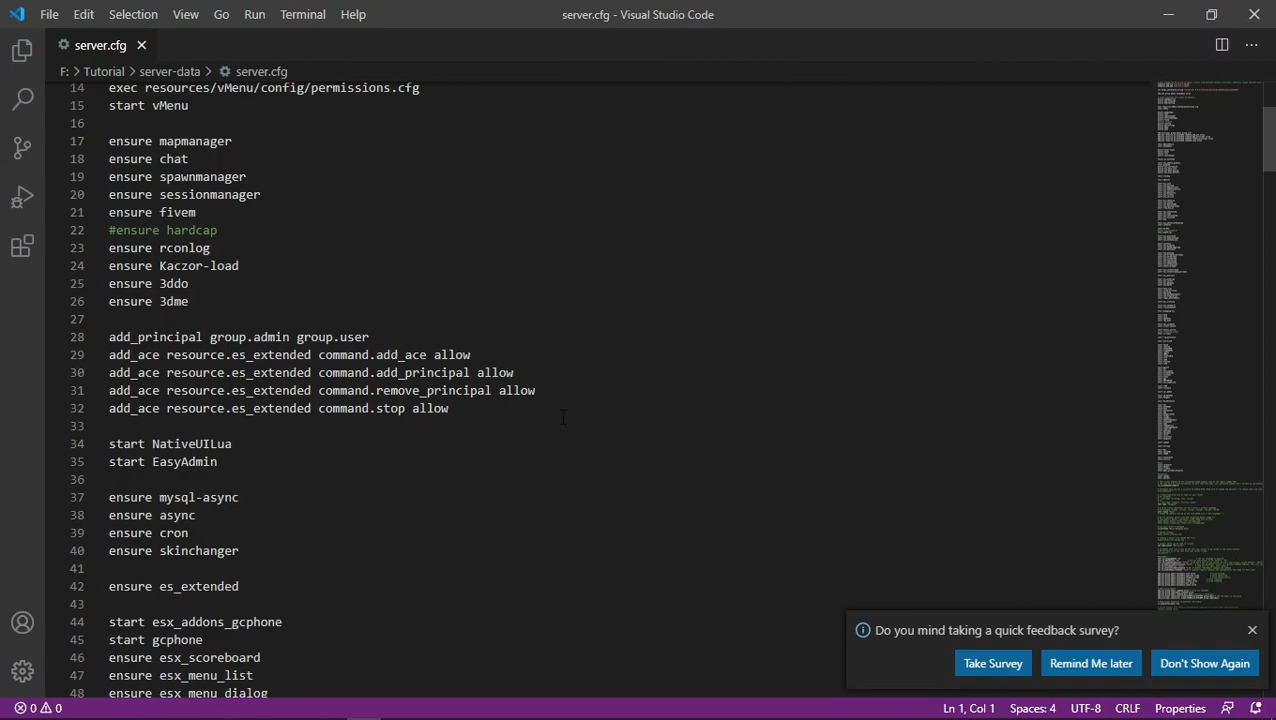 File Edit Selection View Go Run Terminal Help server.cfg - Visual Studio Code
server.cfg
F: > Tutorial > server-data > server.cfg
14 exec resources/vMenu/config/permissions.cfg
15 start vMenu
16
17 ensure mapmanager
18 ensure chat
19 ensure spawnmanager
20 ensure sessionmanager
21 ensure fivem
22 #ensure hardcap
23 ensure rconlog
24 ensure Kaczor-load
25 ensure 3ddo
26 ensure 3dme
27
28 add_principal group.admin group.user
29 add_ace resource.es_extended command.add_ace allow
30 add_ace resource.es_extended command.add_principal allow
31 add_ace resource.es_extended command.remove_principal allow
32 add_ace resource.es_extended command.stop allow
33
34 start NativeUILua
35 start EasyAdmin
36
37 ensure mysql-async
38 ensure async
39 ensure cron
40 ensure skinchanger
41
42 ensure es_extended
43
44 start esx_addons_gcphone
45 start gcphone
46 ensure esx_scoreboard
47 ensure esx_menu_list
48 ensure esx_menu_dialog
Do you mind taking a quick feedback survey?
Take Survey Remind Me later Don't Show Again
0 0 Ln 1, Col 1 Spaces: 4 UTF-8 CRLF Properties